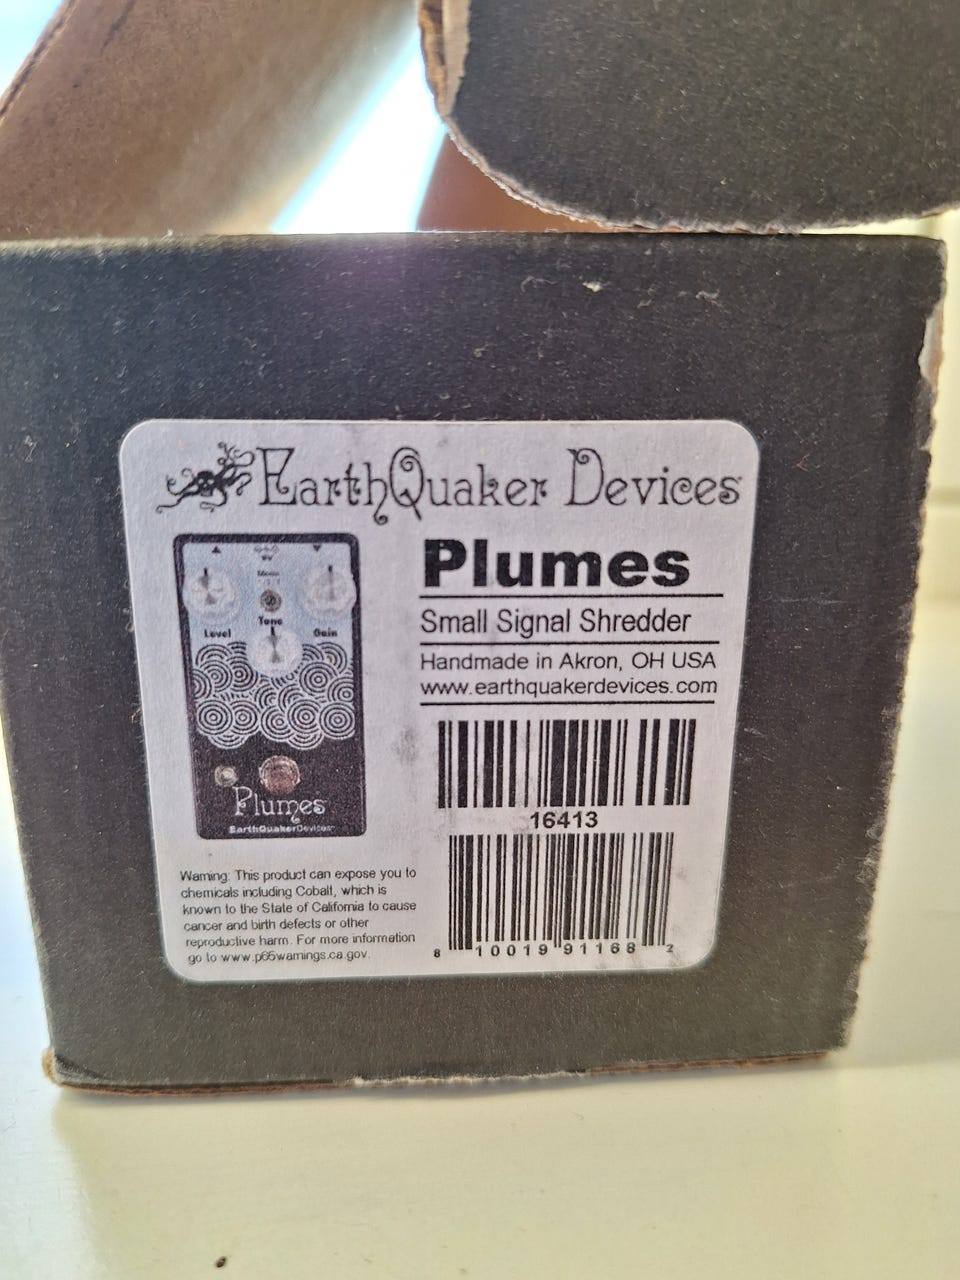 EarthQuaker Devices
Plumes
Small Signal Shredder
Handmade in Akron, OH USA
www.earthquakerdevices.com
9V
Mode
Tone
Level
Gain
Plumes
EarthQuakerDevices
16413
8 10019 91168 2
Warning: This product can expose you to
chemicals including Cobalt, which is
known to the State of California to cause
cancer and birth defects or other
reproductive harm. For more information
go to www.p65warnings.ca.gov.